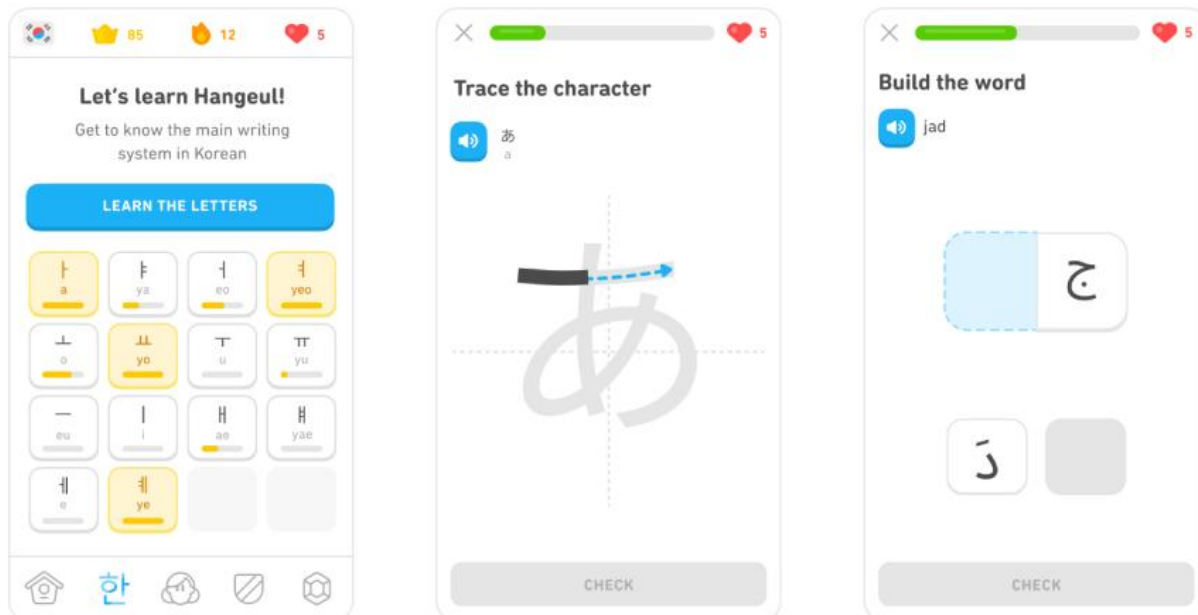 85 12 5
Let's learn Hangeul!
Get to know the main writing
system in Korean
LEARN THE LETTERS
ㅏ ㅑ ㅓ ㅕ
a ya eo yeo
ㅗ ㅛ ㅜ ㅠ
o yo u yu
ㅡ ㅣ ㅐ ㅒ
eu i ae yae
ㅔ ㅖ
e ye
한
5
Trace the character
あ
a
あ
CHECK
5
Build the word
jad
ج
دَ
CHECK